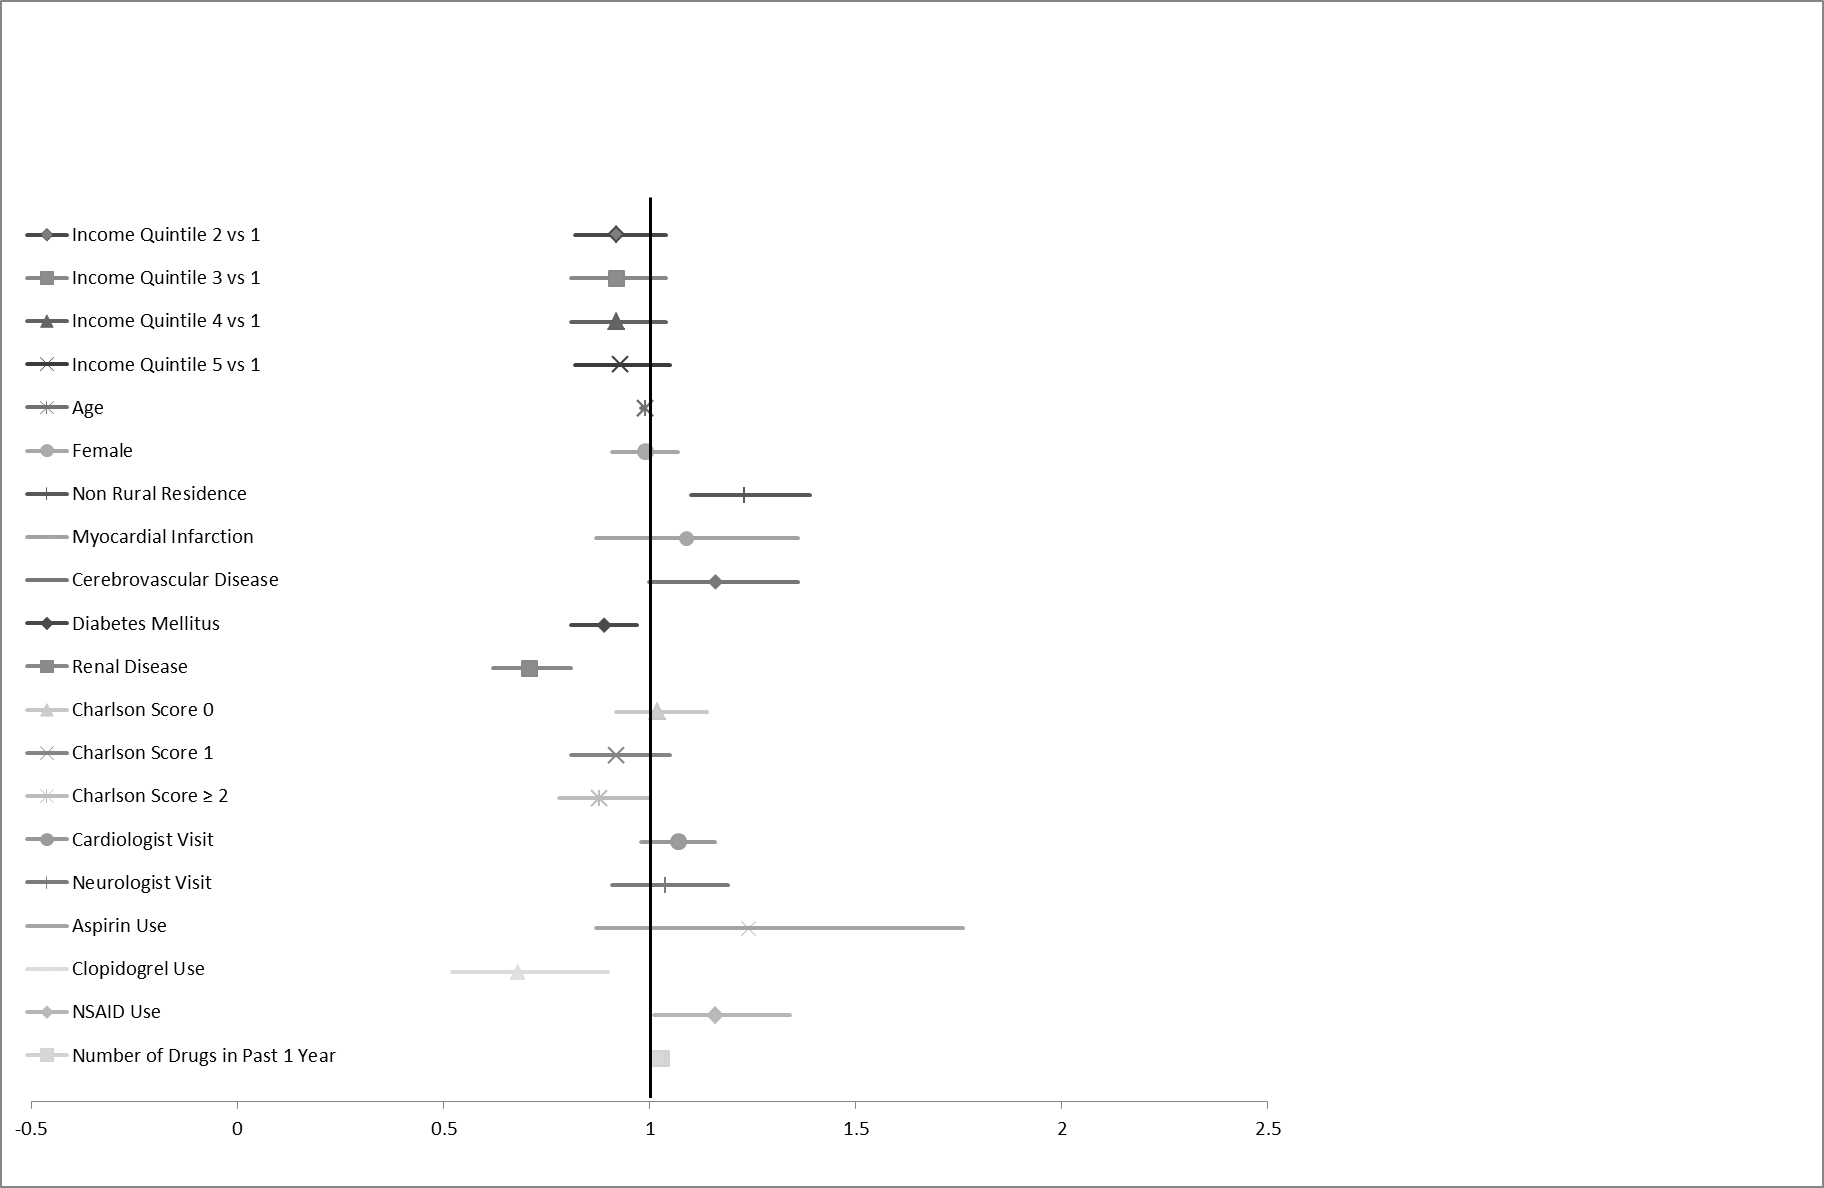 Income Quintile 2 vs 1
Income Quintile 3 vs 1
Income Quintile 4 vs 1
Income Quintile 5 vs 1
Age
Female
Non Rural Residence
Myocardial Infarction
Cerebrovascular Disease
Diabetes Mellitus
Renal Disease
Charlson Score 0
Charlson Score 1
Charlson Score ≥ 2
Cardiologist Visit
Neurologist Visit
Aspirin Use
Clopidogrel Use
NSAID Use
Number of Drugs in Past 1 Year
-0.5 0 0.5 1 1.5 2 2.5